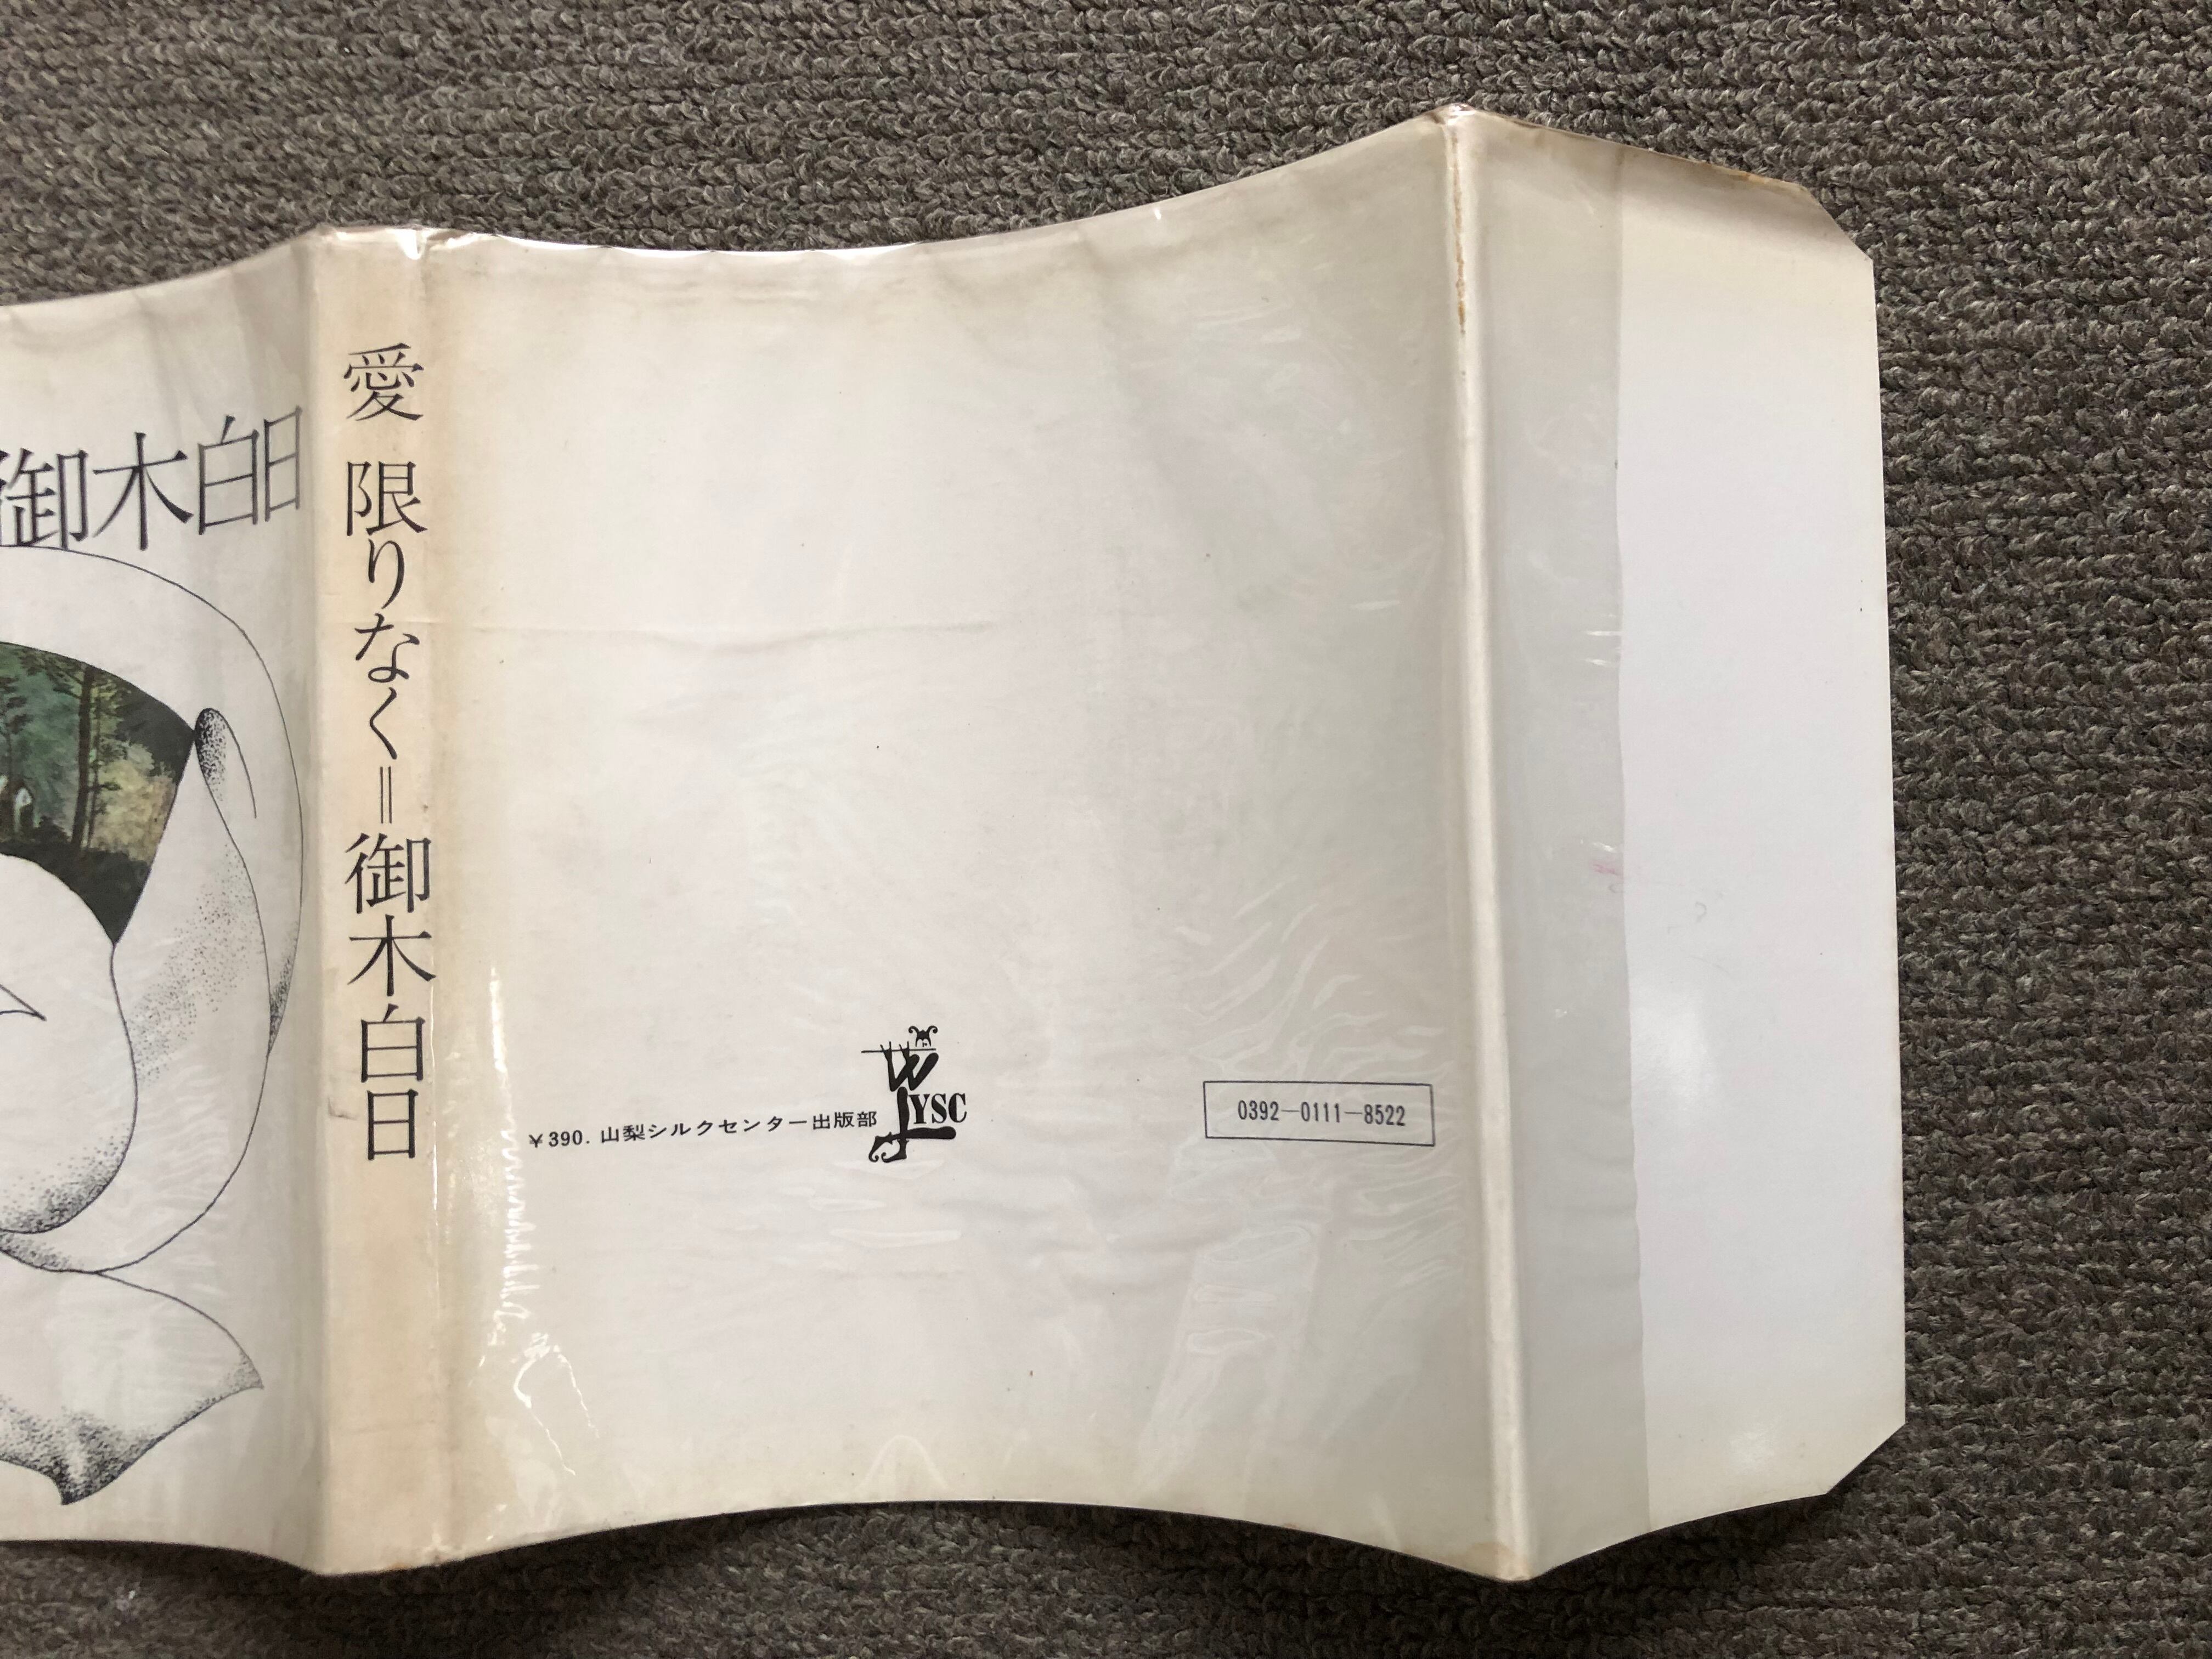 御木白日
愛 限りなく＝御木白日
￥390. 山梨シルクセンター出版部
W
YSC
0392-0111-8522